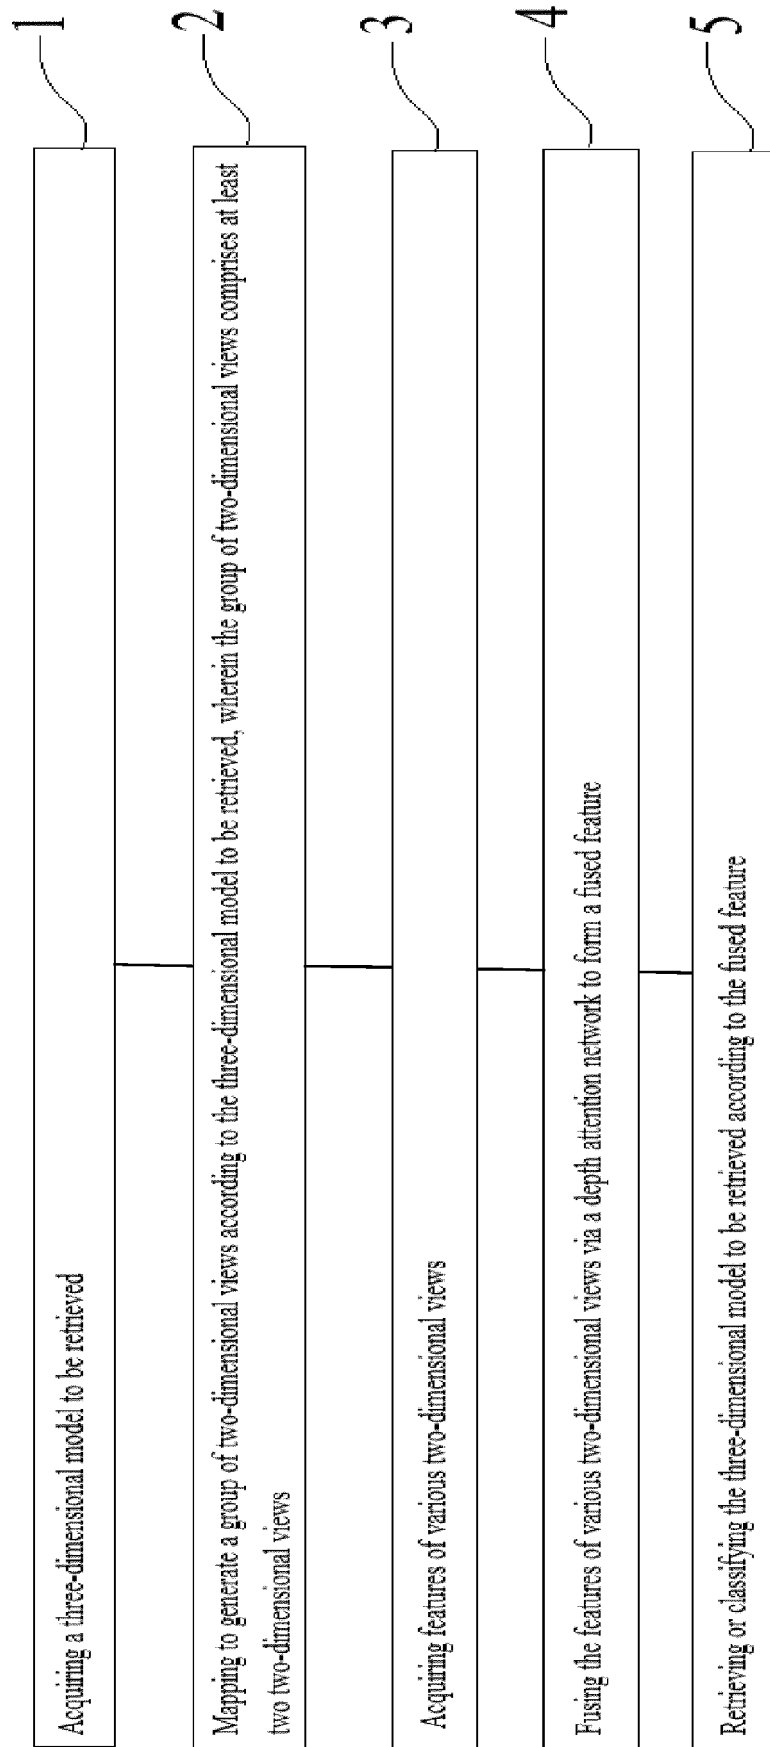 1
Acquiring a three-dimensional model to be retrieved
2
Mapping to generate a group of two-dimensional views according to the three-dimensional model to be retrieved, wherein the group of two-dimensional views comprises at least
two two-dimensional views
3
Acquiring features of various two-dimensional views
4
Fusing the features of various two-dimensional views via a depth attention network to form a fused feature
5
Retrieving or classifying the three-dimensional model to be retrieved according to the fused feature